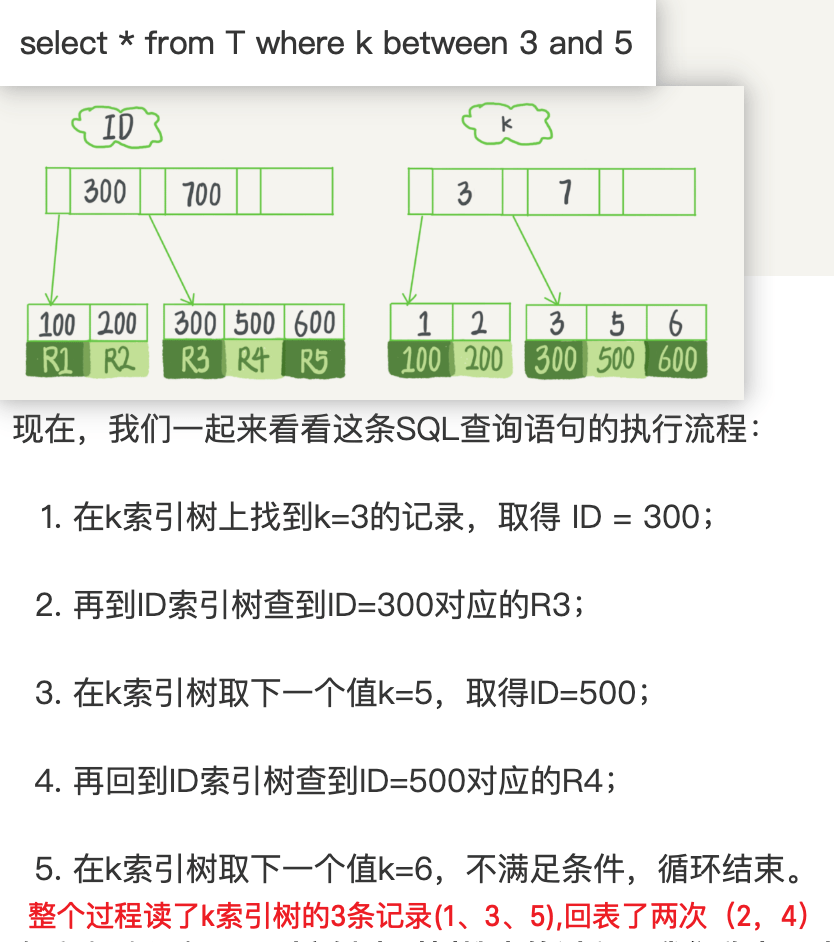 select * from T where k between 3 and 5
ID
k
300 700
3 7
100 200 300 500 600
1 2 3 5 6
R1 R2 R3 R4 R5
100 200 300 500 600
现在，我们一起来看看这条SQL查询语句的执行流程：
1. 在k索引树上找到k=3的记录，取得 ID = 300；
2. 再到ID索引树查到ID=300对应的R3；
3. 在k索引树取下一个值k=5，取得ID=500；
4. 再回到ID索引树查到ID=500对应的R4；
5. 在k索引树取下一个值k=6，不满足条件，循环结束。
整个过程读了k索引树的3条记录(1、3、5),回表了两次（2，4）